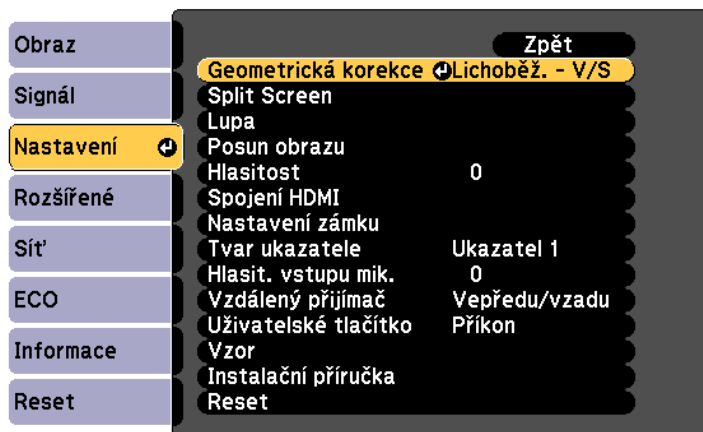 Obraz
Signál
Nastavení
Rozšířené
Síť
ECO
Informace
Reset
Zpět
Geometrická korekce Lichoběž. - V/S
Split Screen
Lupa
Posun obrazu
Hlasitost 0
Spojení HDMI
Nastavení zámku
Tvar ukazatele Ukazatel 1
Hlasit. vstupu mik. 0
Vzdálený přijímač Vepředu/vzadu
Uživatelské tlačítko Příkon
Vzor
Instalační příručka
Reset